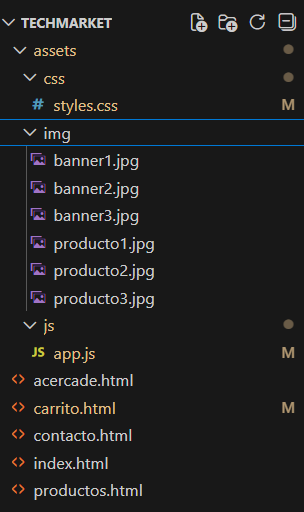 TECHMARKET
assets
css
# styles.css M
img
banner1.jpg
banner2.jpg
banner3.jpg
producto1.jpg
producto2.jpg
producto3.jpg
js
JS app.js M
<> acercade.html
<> carrito.html M
<> contacto.html
<> index.html
<> productos.html